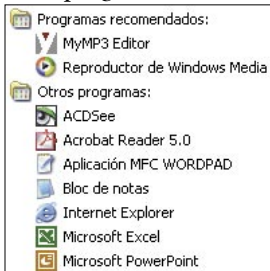 Programas recomendados:
MyMP3 Editor
Reproductor de Windows Media
Otros programas:
ACDSee
Acrobat Reader 5.0
Aplicación MFC WORDPAD
Bloc de notas
Internet Explorer
Microsoft Excel
Microsoft PowerPoint